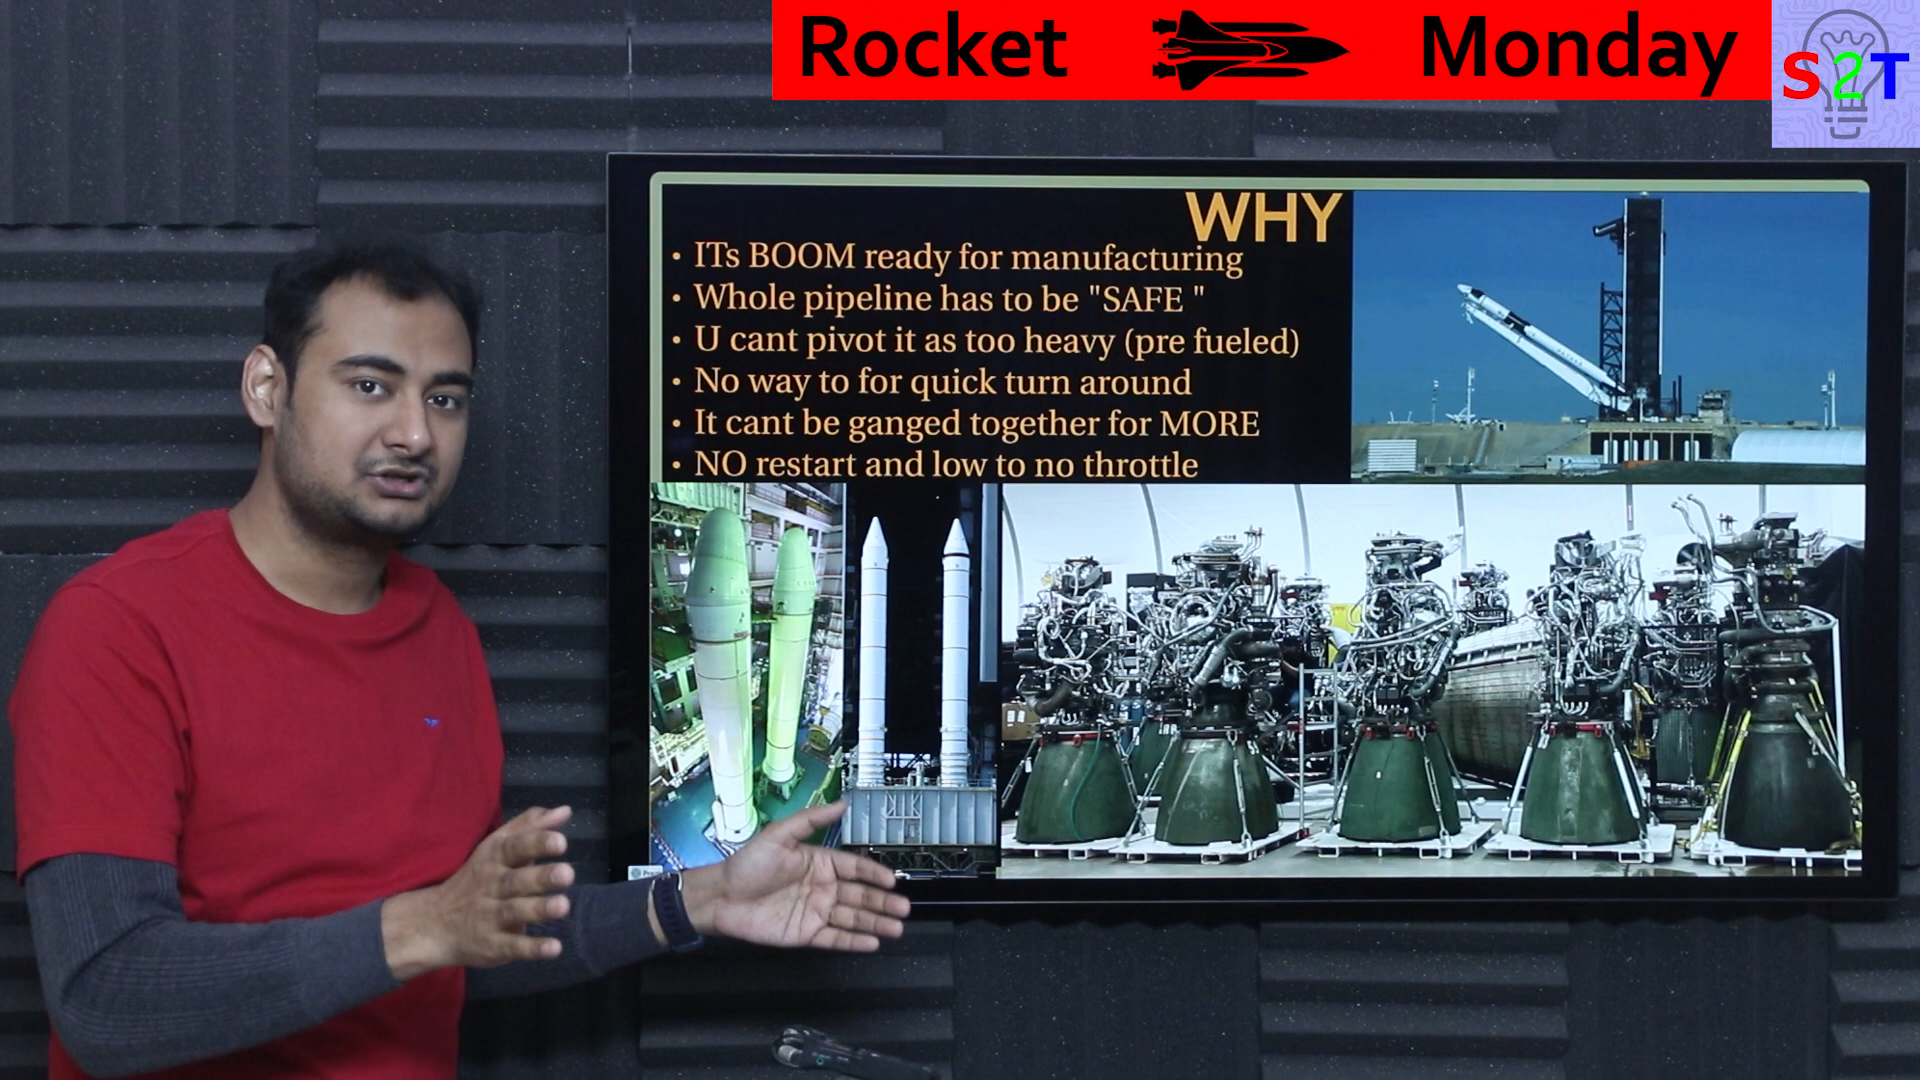 Rocket Monday
S2T
WHY
• ITs BOOM ready for manufacturing
• Whole pipeline has to be "SAFE "
• U cant pivot it as too heavy (pre fueled)
• No way to for quick turn around
• It cant be ganged together for MORE
• NO restart and low to no throttle